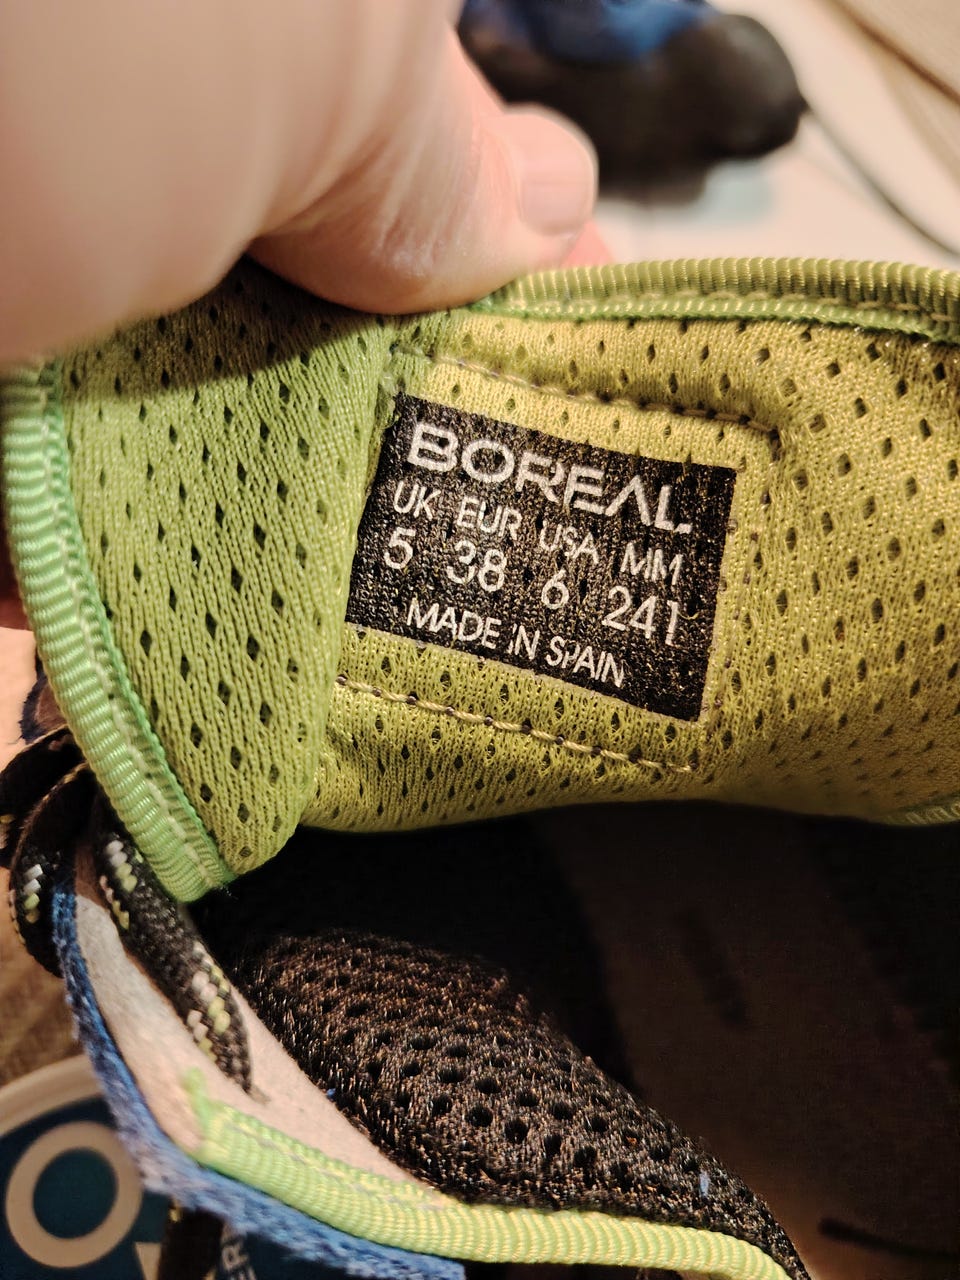 BOREAL
UK EUR USA MM
5 38 6 241
MADE IN SPAIN